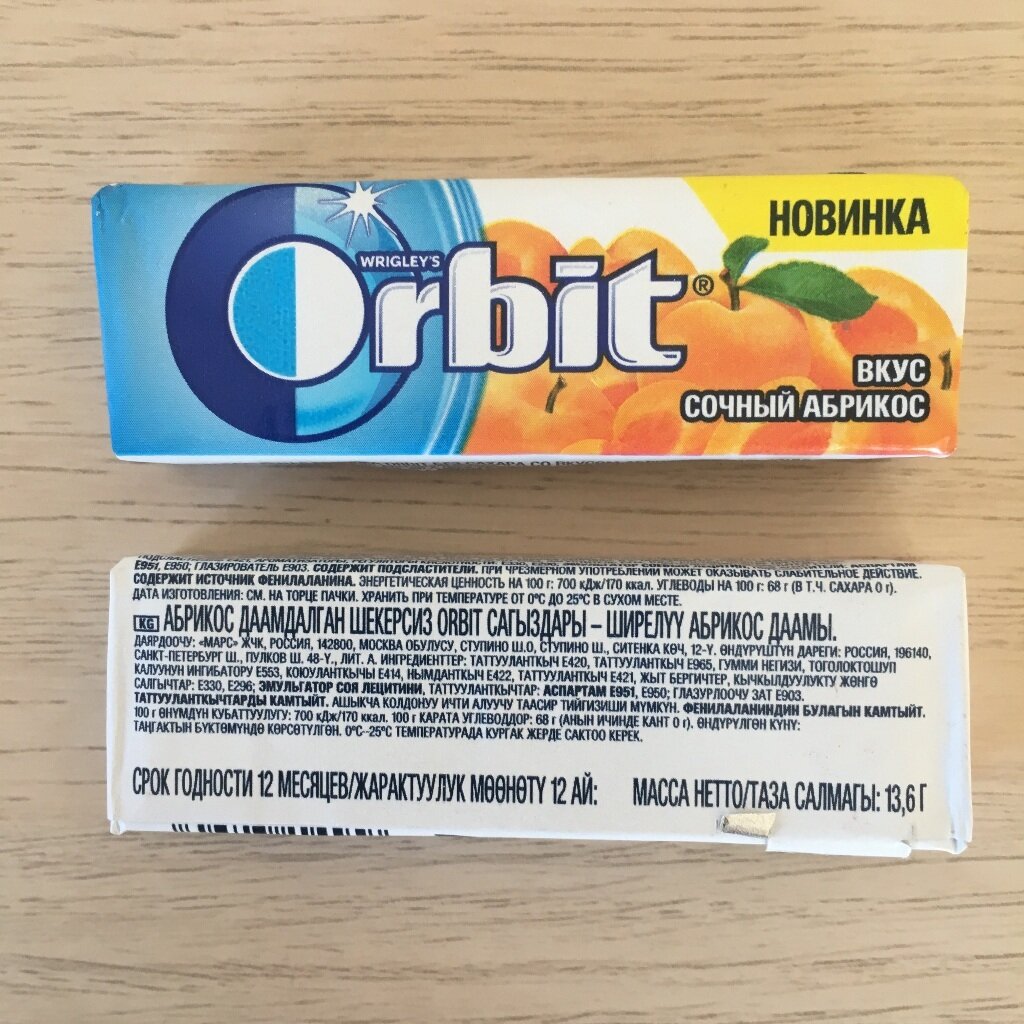 НОВИНКА
WRIGLEY'S
Orbit®
ВКУС
СОЧНЫЙ АБРИКОС
E951, E950; ГЛАЗИРОВАТЕЛЬ E903. СОДЕРЖИТ ПОДСЛАСТИТЕЛИ. ПРИ ЧРЕЗМЕРНОМ УПОТРЕБЛЕНИИ МОЖЕТ ОКАЗЫВАТЬ СЛАБИТЕЛЬНОЕ ДЕЙСТВИЕ.
СОДЕРЖИТ ИСТОЧНИК ФЕНИЛАЛАНИНА. ЭНЕРГЕТИЧЕСКАЯ ЦЕННОСТЬ НА 100 г: 700 кДж/170 ккал. УГЛЕВОДЫ НА 100 г: 68 г (В Т.Ч. САХАРА 0 г).
ДАТА ИЗГОТОВЛЕНИЯ: СМ. НА ТОРЦЕ ПАЧКИ. ХРАНИТЬ ПРИ ТЕМПЕРАТУРЕ ОТ 0°C ДО 25°C В СУХОМ МЕСТЕ.
KG АБРИКОС ДААМДАЛГАН ШЕКЕРСИЗ ORBIT САГЫЗДАРЫ – ШИРЕЛҮҮ АБРИКОС ДААМЫ.
ДАЯРДООЧУ: «МАРС» ЖЧК, РОССИЯ, 142800, МОСКВА ОБУЛУСУ, СТУПИНО Ш.О, СТУПИНО Ш., СИТЕНКА КӨЧ, 12-Ү. ӨНДҮРҮШТҮН ДАРЕГИ: РОССИЯ, 196140,
САНКТ-ПЕТЕРБУРГ Ш., ПУЛКОВ Ш. 48-Ү., ЛИТ. А. ИНГРЕДИЕНТТЕР: ТАТТУУЛАНТКЫЧ E420, ТАТТУУЛАНТКЫЧ E965, ГУММИ НЕГИЗИ, ТОГОЛОКТОШУП
КАЛУУНУН ИНГИБАТОРУ E553, КОЮУЛАНТКЫЧЫ E414, НЫМДАНТКЫЧ E422, ТАТТУУЛАНТКЫЧ E421, ЖЫТ БЕРГИЧТЕР, КЫЧКЫЛДУУЛУКТУ ЖӨНГӨ
САЛГЫЧТАР: E330, E296; ЭМУЛЬГАТОР СОЯ ЛЕЦИТИНИ, ТАТТУУЛАНТКЫЧТАР: АСПАРТАМ E951, E950; ГЛАЗУРЛООЧУ ЗАТ E903.
ТАТТУУЛАНТКЫЧТАРДЫ КАМТЫЙТ. АШЫКЧА КОЛДОНУУ ИЧТИ АЛУУЧУ ТААСИР ТИЙГИЗИШИ МҮМКҮН. ФЕНИЛАЛАНИНДИН БУЛАГЫН КАМТЫЙТ.
100 г ӨНҮМДҮН КУБАТТУУЛУГУ: 700 кДж/170 ккал. 100 г КАРАТА УГЛЕВОДДОР: 68 г (АНЫН ИЧИНДЕ КАНТ 0 г). ӨНДҮРҮЛГӨН КҮНҮ:
ТАҢГАКТЫН БҮКТӨМҮНДӨ КӨРСӨТҮЛГӨН. 0°C–25°C ТЕМПЕРАТУРАДА КУРГАК ЖЕРДЕ САКТОО КЕРЕК.
СРОК ГОДНОСТИ 12 МЕСЯЦЕВ/ЖАРАКТУУЛУК МӨӨНӨТҮ 12 АЙ: МАССА НЕТТО/ТАЗА САЛМАГЫ: 13,6 Г